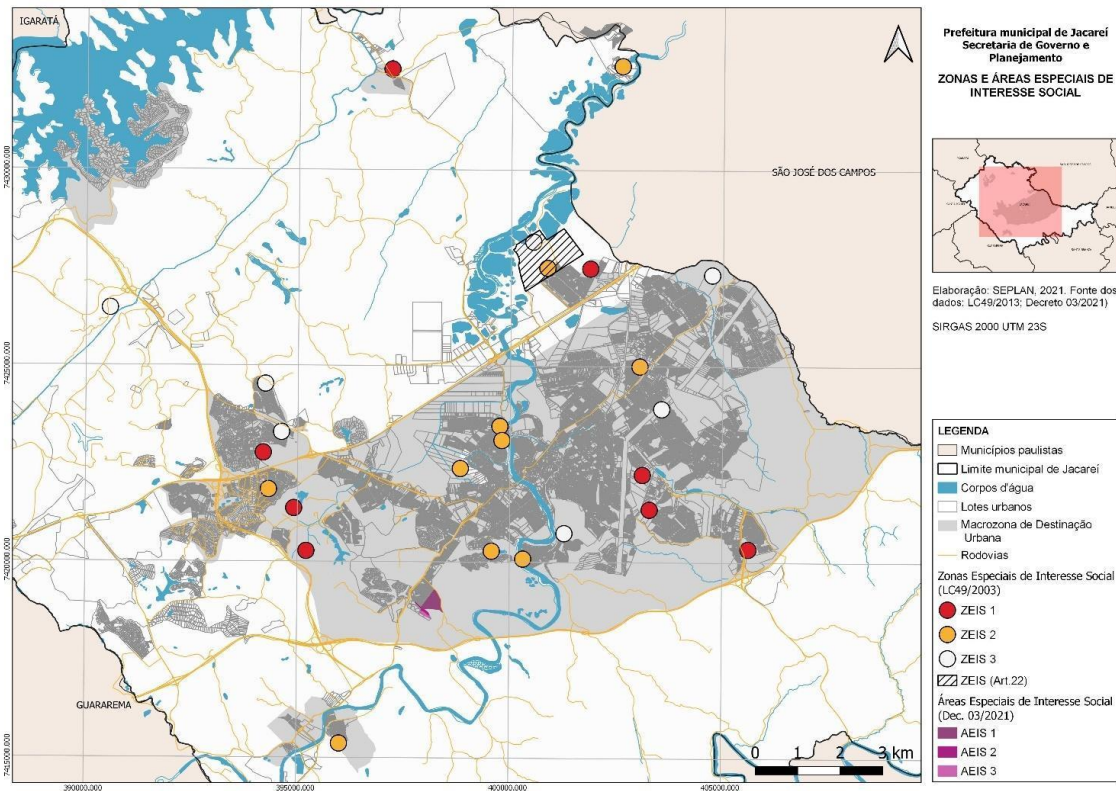 IGARATÁ
SÃO JOSÉ DOS CAMPOS
GUARAREMA
7430000.000
7425000.000
7420000.000
7415000.000
390000.000
395000.000
400000.000
405000.000
0 1 2 3 km
Prefeitura municipal de Jacareí
Secretaria de Governo e
Planejamento
ZONAS E ÁREAS ESPECIAIS DE
INTERESSE SOCIAL
Elaboração: SEPLAN, 2021. Fonte dos
dados: LC49/2013; Decreto 03/2021)
SIRGAS 2000 UTM 23S
LEGENDA
Municípios paulistas
Limite municipal de Jacareí
Corpos d'água
Lotes urbanos
Macrozona de Destinação
Urbana
Rodovias
Zonas Especiais de Interesse Social
(LC49/2003)
ZEIS 1
ZEIS 2
ZEIS 3
ZEIS (Art.22)
Áreas Especiais de Interesse Social
(Dec. 03/2021)
AEIS 1
AEIS 2
AEIS 3